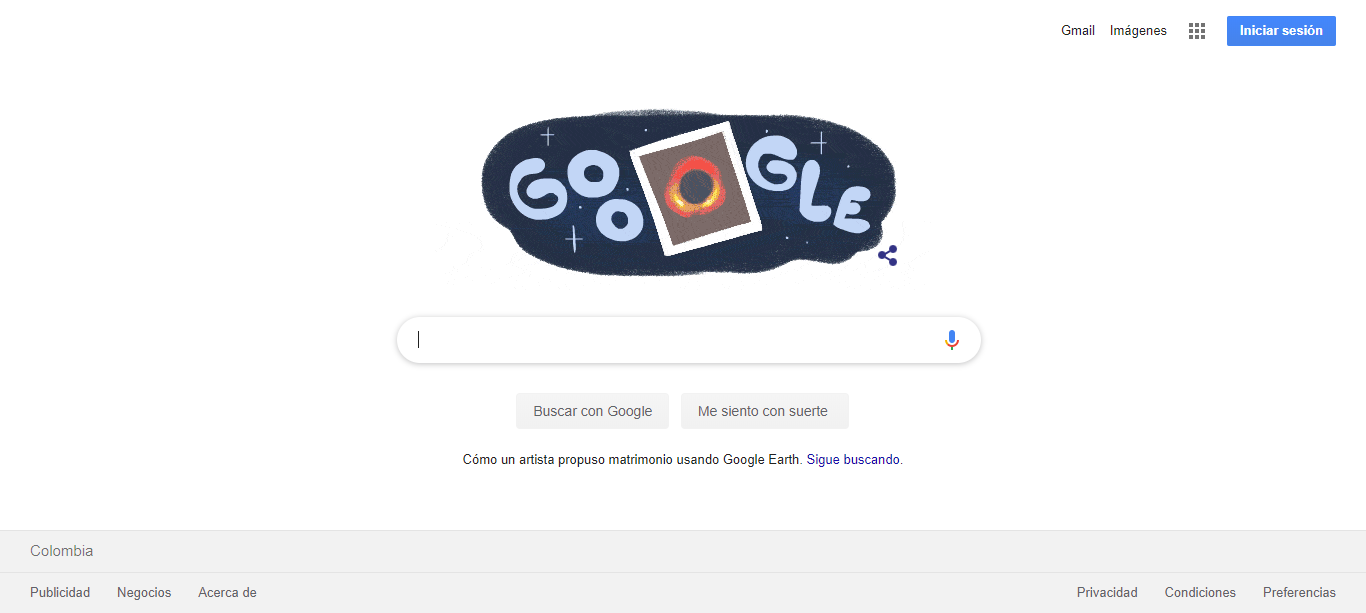 Gmail Imágenes Iniciar sesión
GOOGLE
Buscar con Google Me siento con suerte
Cómo un artista propuso matrimonio usando Google Earth. Sigue buscando.
Colombia
Publicidad Negocios Acerca de Privacidad Condiciones Preferencias